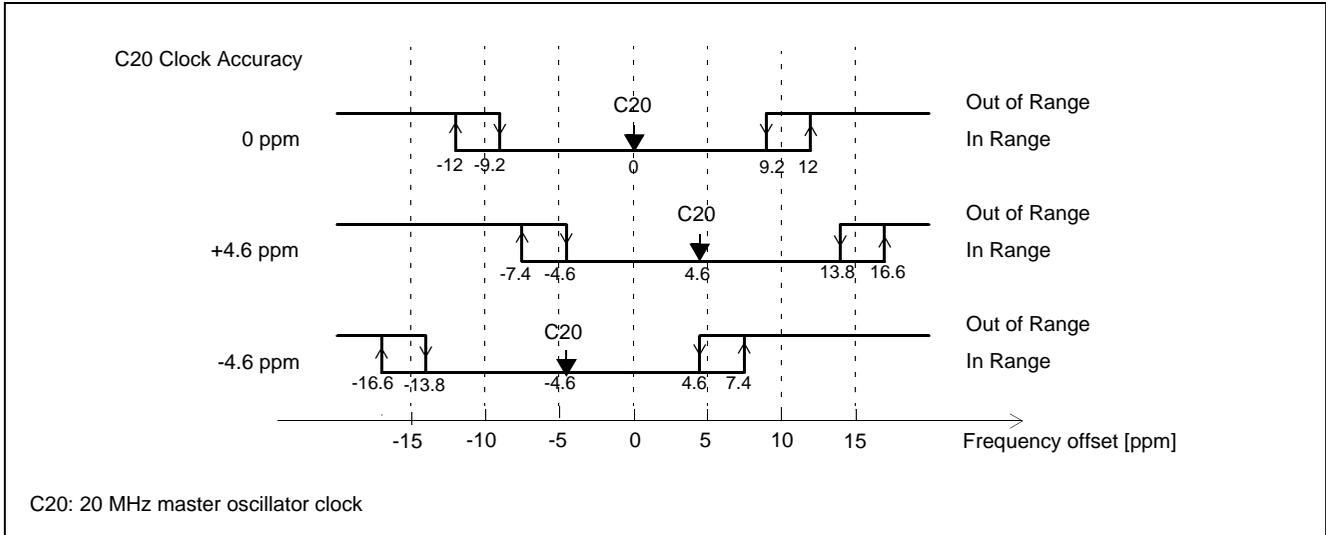 C20 Clock Accuracy
C20
Out of Range
0 ppm
In Range
-12 -9.2 0 9.2 12
C20
Out of Range
+4.6 ppm
In Range
-7.4 -4.6 4.6 13.8 16.6
C20
Out of Range
-4.6 ppm
In Range
-16.6 -13.8 -4.6 4.6 7.4
-15 -10 -5 0 5 10 15 Frequency offset [ppm]
C20: 20 MHz master oscillator clock